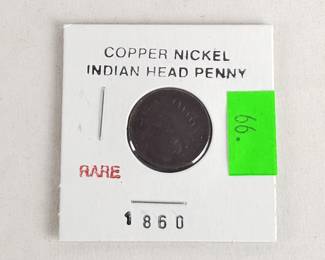 COPPER NICKEL
INDIAN HEAD PENNY
.99
RARE
1860